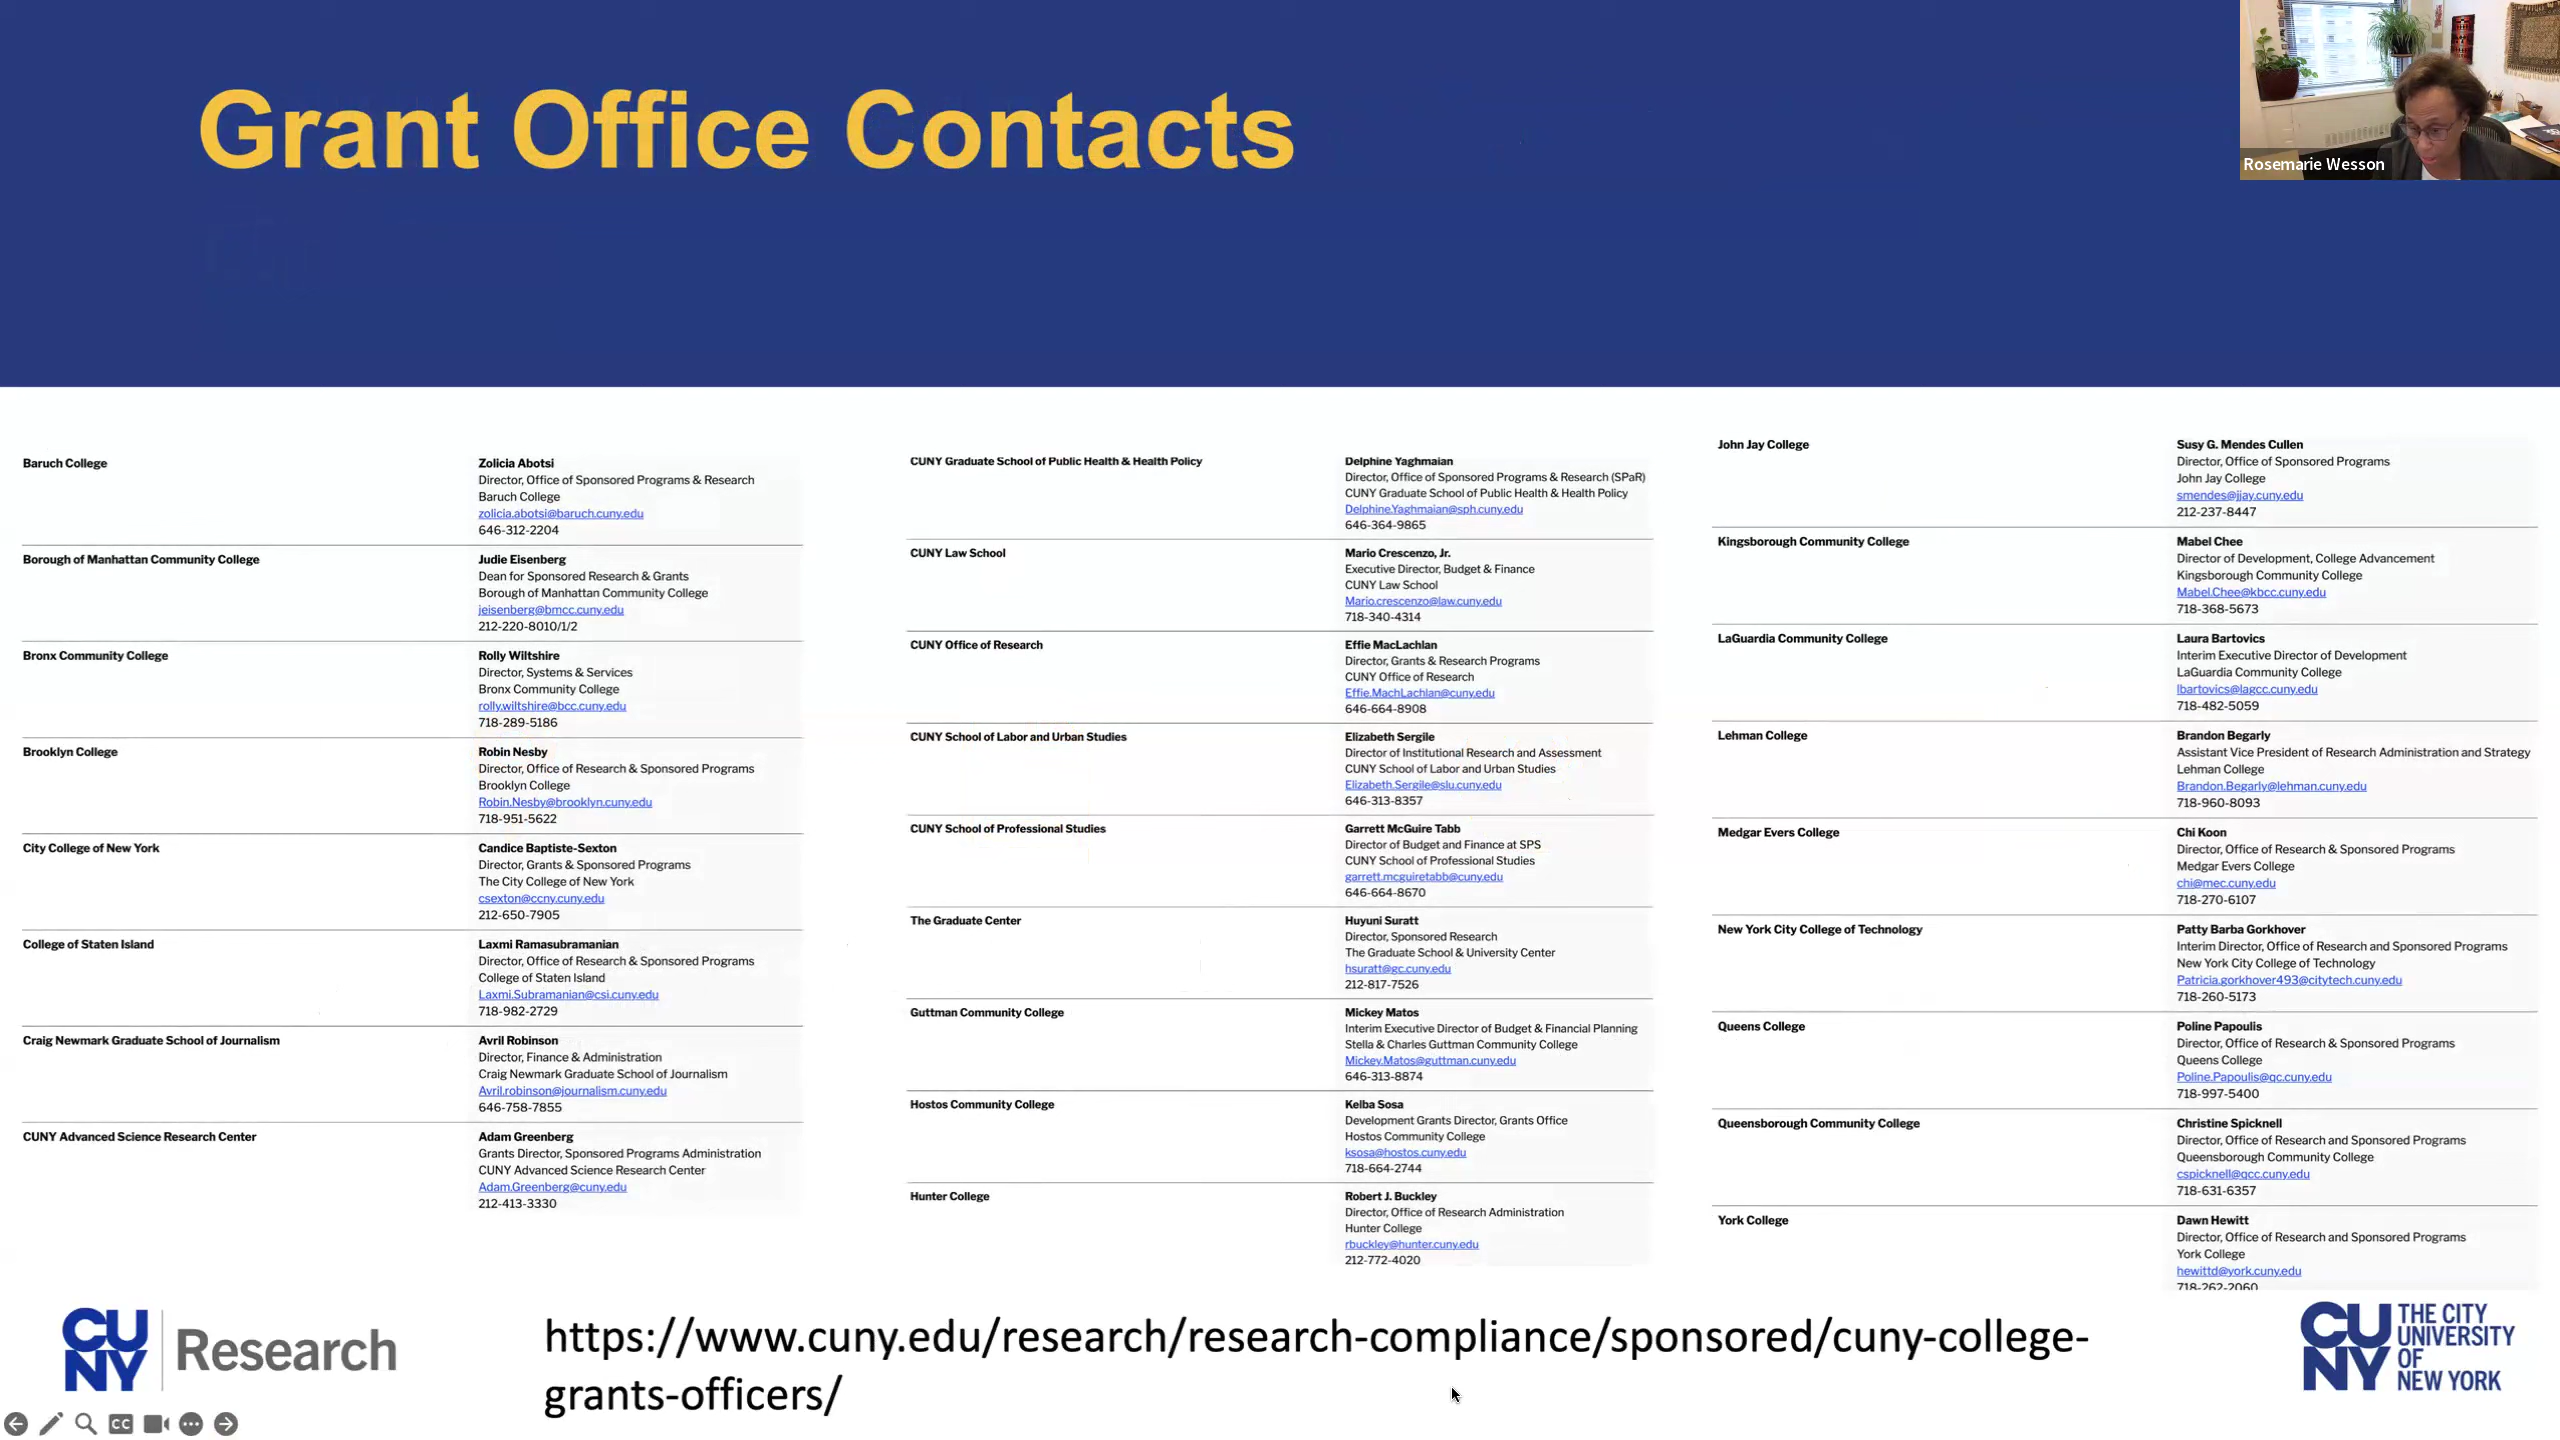 Grant Office Contacts
Rosemarie Wesson
Baruch College
Zolicia Abotsi
Director, Office of Sponsored Programs & Research
Baruch College
zolicia.abotsi@baruch.cuny.edu
646-312-2204
Borough of Manhattan Community College
Judie Eisenberg
Dean for Sponsored Research & Grants
Borough of Manhattan Community College
jeisenberg@bmcc.cuny.edu
212-220-8010/1/2
Bronx Community College
Rolly Wiltshire
Director, Systems & Services
Bronx Community College
rolly.wiltshire@bcc.cuny.edu
718-289-5186
Brooklyn College
Robin Nesby
Director, Office of Research & Sponsored Programs
Brooklyn College
Robin.Nesby@brooklyn.cuny.edu
718-951-5622
City College of New York
Candice Baptiste-Sexton
Director, Grants & Sponsored Programs
The City College of New York
csexton@ccny.cuny.edu
212-650-7905
College of Staten Island
Laxmi Ramasubramanian
Director, Office of Research & Sponsored Programs
College of Staten Island
Laxmi.Subramanian@csi.cuny.edu
718-982-2729
Craig Newmark Graduate School of Journalism
Avril Robinson
Director, Finance & Administration
Craig Newmark Graduate School of Journalism
Avril.robinson@journalism.cuny.edu
646-758-7855
CUNY Advanced Science Research Center
Adam Greenberg
Grants Director, Sponsored Programs Administration
CUNY Advanced Science Research Center
Adam.Greenberg@cuny.edu
212-413-3330
CUNY Graduate School of Public Health & Health Policy
Delphine Yaghmaian
Director, Office of Sponsored Programs & Research (SPaR)
CUNY Graduate School of Public Health & Health Policy
Delphine.Yaghmaian@sph.cuny.edu
646-364-9865
CUNY Law School
Mario Crescenzo, Jr.
Executive Director, Budget & Finance
CUNY Law School
Mario.crescenzo@law.cuny.edu
718-340-4314
CUNY Office of Research
Effie MacLachlan
Director, Grants & Research Programs
CUNY Office of Research
Effie.MachLachlan@cuny.edu
646-664-8908
CUNY School of Labor and Urban Studies
Elizabeth Sergile
Director of Institutional Research and Assessment
CUNY School of Labor and Urban Studies
Elizabeth.Sergile@slu.cuny.edu
646-313-8357
CUNY School of Professional Studies
Garrett McGuire Tabb
Director of Budget and Finance at SPS
CUNY School of Professional Studies
garrett.mcguiretabb@cuny.edu
646-664-8670
The Graduate Center
Huyuni Suratt
Director, Sponsored Research
The Graduate School & University Center
hsuratt@gc.cuny.edu
212-817-7526
Guttman Community College
Mickey Matos
Interim Executive Director of Budget & Financial Planning
Stella & Charles Guttman Community College
Mickey.Matos@guttman.cuny.edu
646-313-8874
Hostos Community College
Kelba Sosa
Development Grants Director, Grants Office
Hostos Community College
ksosa@hostos.cuny.edu
718-664-2744
Hunter College
Robert J. Buckley
Director, Office of Research Administration
Hunter College
rbuckley@hunter.cuny.edu
212-772-4020
John Jay College
Susy G. Mendes Cullen
Director, Office of Sponsored Programs
John Jay College
smendes@jjay.cuny.edu
212-237-8447
Kingsborough Community College
Mabel Chee
Director of Development, College Advancement
Kingsborough Community College
Mabel.Chee@kbcc.cuny.edu
718-368-5673
LaGuardia Community College
Laura Bartovics
Interim Executive Director of Development
LaGuardia Community College
lbartovics@lagcc.cuny.edu
718-482-5059
Lehman College
Brandon Begarly
Assistant Vice President of Research Administration and Strategy
Lehman College
Brandon.Begarly@lehman.cuny.edu
718-960-8093
Medgar Evers College
Chi Koon
Director, Office of Research & Sponsored Programs
Medgar Evers College
chi@mec.cuny.edu
718-270-6107
New York City College of Technology
Patty Barba Gorkhover
Interim Director, Office of Research and Sponsored Programs
New York City College of Technology
Patricia.gorkhover493@citytech.cuny.edu
718-260-5173
Queens College
Poline Papoulis
Director, Office of Research & Sponsored Programs
Queens College
Poline.Papoulis@qc.cuny.edu
718-997-5400
Queensborough Community College
Christine Spicknell
Director, Office of Research and Sponsored Programs
Queensborough Community College
cspicknell@qcc.cuny.edu
718-631-6357
York College
Dawn Hewitt
Director, Office of Research and Sponsored Programs
York College
hewittd@york.cuny.edu
718-262-2060
CUNY Research
https://www.cuny.edu/research/research-compliance/sponsored/cuny-college-
grants-officers/
CUNY
THE CITY
UNIVERSITY
OF
NEW YORK
CC